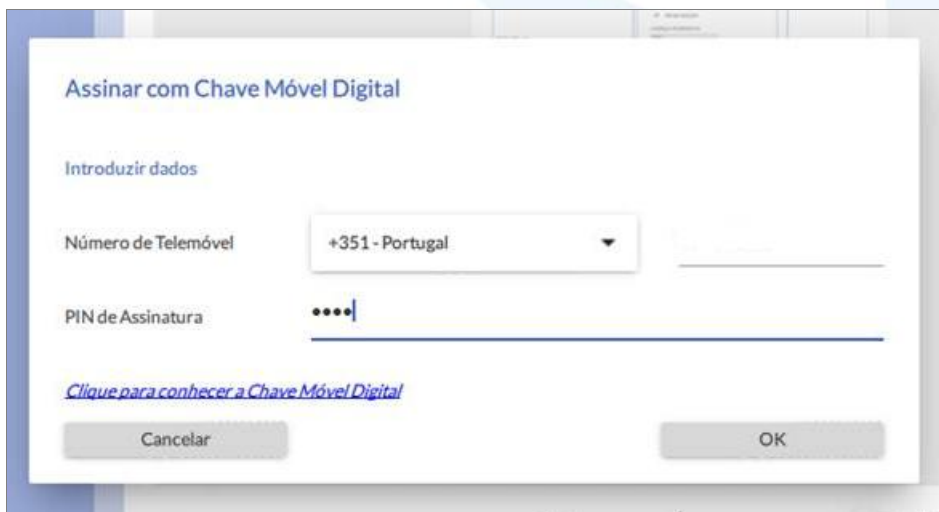 Assinar com Chave Móvel Digital
Introduzir dados
Número de Telemóvel +351 - Portugal
PIN de Assinatura ••••
Clique para conhecer a Chave Móvel Digital
Cancelar OK